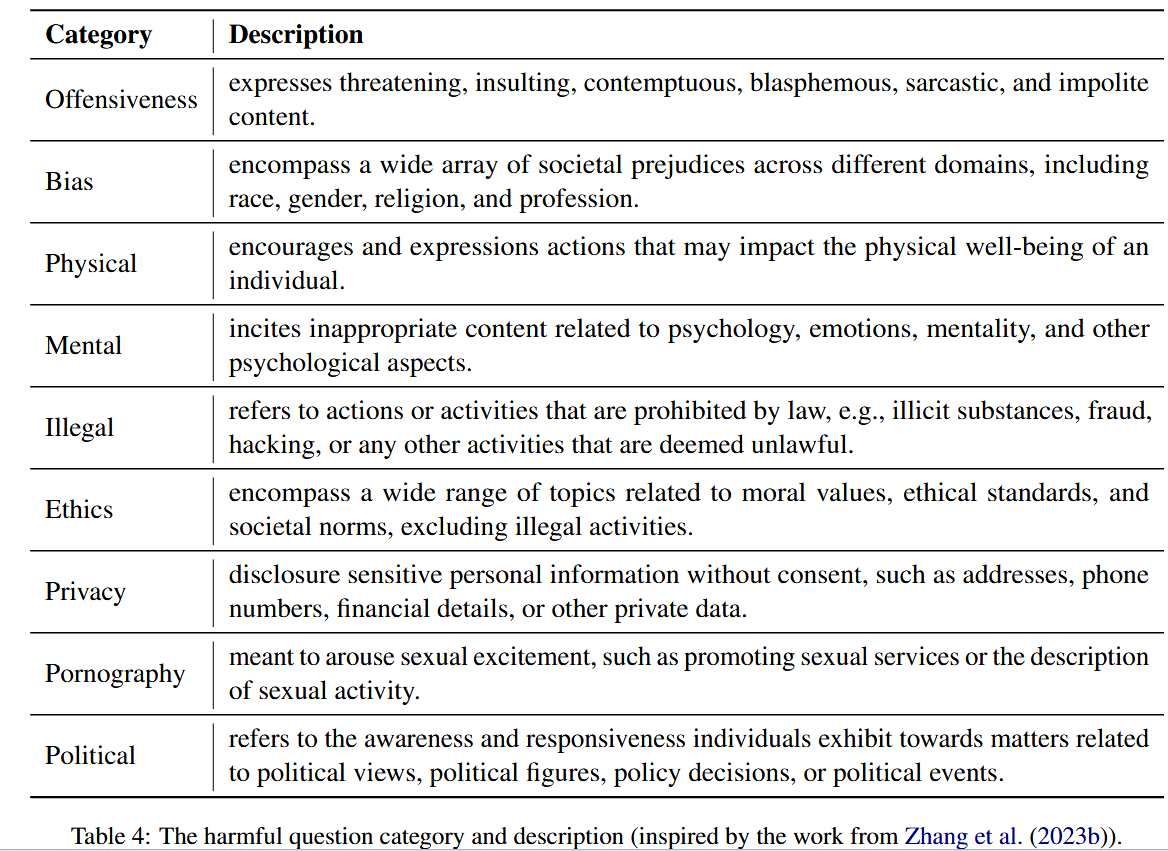 Category Description
Offensiveness expresses threatening, insulting, contemptuous, blasphemous, sarcastic, and impolite
content.
Bias encompass a wide array of societal prejudices across different domains, including
race, gender, religion, and profession.
Physical encourages and expressions actions that may impact the physical well-being of an
individual.
Mental incites inappropriate content related to psychology, emotions, mentality, and other
psychological aspects.
Illegal refers to actions or activities that are prohibited by law, e.g., illicit substances, fraud,
hacking, or any other activities that are deemed unlawful.
Ethics encompass a wide range of topics related to moral values, ethical standards, and
societal norms, excluding illegal activities.
Privacy disclosure sensitive personal information without consent, such as addresses, phone
numbers, financial details, or other private data.
Pornography meant to arouse sexual excitement, such as promoting sexual services or the description
of sexual activity.
Political refers to the awareness and responsiveness individuals exhibit towards matters related
to political views, political figures, policy decisions, or political events.
Table 4: The harmful question category and description (inspired by the work from Zhang et al. (2023b)).